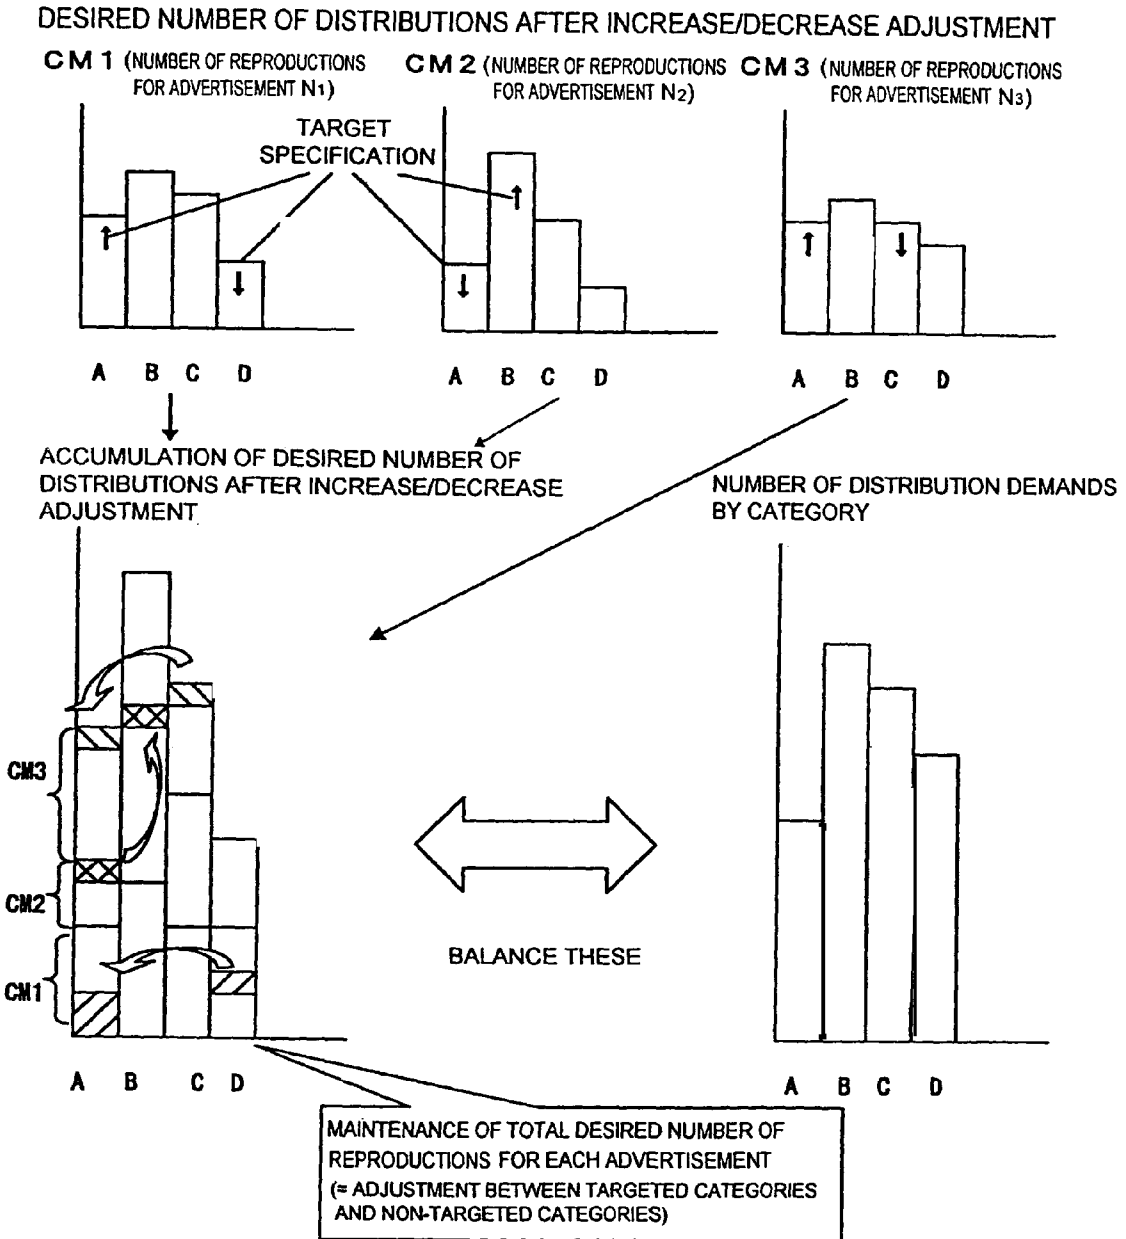 DESIRED NUMBER OF DISTRIBUTIONS AFTER INCREASE/DECREASE ADJUSTMENT
CM 1 (NUMBER OF REPRODUCTIONS
FOR ADVERTISEMENT N1)
CM 2 (NUMBER OF REPRODUCTIONS
FOR ADVERTISEMENT N2)
CM 3 (NUMBER OF REPRODUCTIONS
FOR ADVERTISEMENT N3)
TARGET
SPECIFICATION
A B C D
A B C D
A B C D
ACCUMULATION OF DESIRED NUMBER OF
DISTRIBUTIONS AFTER INCREASE/DECREASE
ADJUSTMENT
NUMBER OF DISTRIBUTION DEMANDS
BY CATEGORY
CM3
CM2
CM1
BALANCE THESE
A B C D
A B C D
MAINTENANCE OF TOTAL DESIRED NUMBER OF
REPRODUCTIONS FOR EACH ADVERTISEMENT
(≈ ADJUSTMENT BETWEEN TARGETED CATEGORIES
AND NON-TARGETED CATEGORIES)